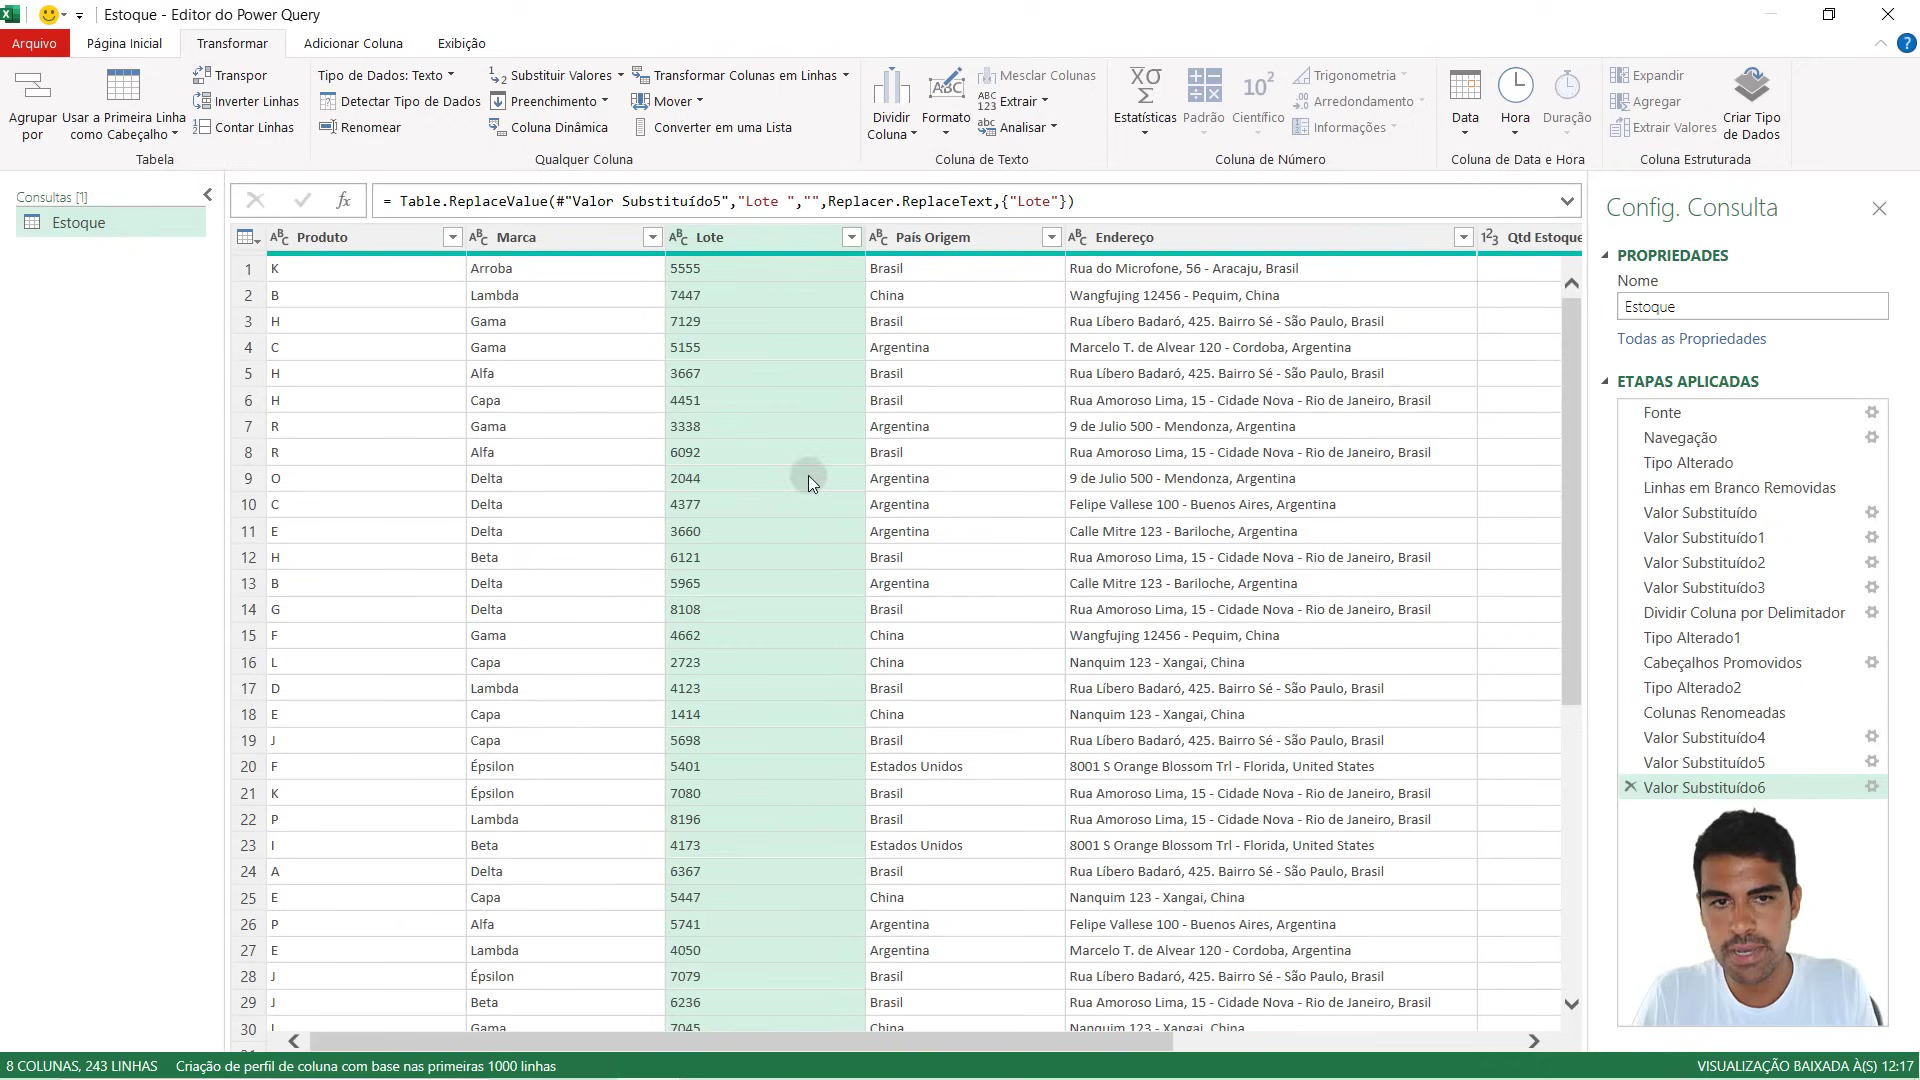 Estoque - Editor do Power Query
Arquivo
Página Inicial
Transformar
Adicionar Coluna
Exibição
Agrupar
por
Usar a Primeira Linha
como Cabeçalho
Transpor
Inverter Linhas
Contar Linhas
Tabela
Tipo de Dados: Texto
Detectar Tipo de Dados
Renomear
Substituir Valores
Preenchimento
Coluna Dinâmica
Transformar Colunas em Linhas
Mover
Converter em uma Lista
Qualquer Coluna
Dividir
Coluna
Formato
Mesclar Colunas
Extrair
Analisar
Coluna de Texto
Estatísticas
Padrão
Científico
Trigonometria
Arredondamento
Informações
Coluna de Número
Data
Hora
Duração
Coluna de Data e Hora
Expandir
Agregar
Extrair Valores
Criar Tipo
de Dados
Coluna Estruturada
Consultas [1]
Estoque
= Table.ReplaceValue(#"Valor Substituído5","Lote ","",Replacer.ReplaceText,{"Lote"})
Produto Marca Lote País Origem Endereço Qtd Estoque
1 K Arroba 5555 Brasil Rua do Microfone, 56 - Aracaju, Brasil
2 B Lambda 7447 China Wangfujing 12456 - Pequim, China
3 H Gama 7129 Brasil Rua Líbero Badaró, 425. Bairro Sé - São Paulo, Brasil
4 C Gama 5155 Argentina Marcelo T. de Alvear 120 - Cordoba, Argentina
5 H Alfa 3667 Brasil Rua Líbero Badaró, 425. Bairro Sé - São Paulo, Brasil
6 H Capa 4451 Brasil Rua Amoroso Lima, 15 - Cidade Nova - Rio de Janeiro, Brasil
7 R Gama 3338 Argentina 9 de Julio 500 - Mendonza, Argentina
8 R Alfa 6092 Brasil Rua Amoroso Lima, 15 - Cidade Nova - Rio de Janeiro, Brasil
9 O Delta 2044 Argentina 9 de Julio 500 - Mendonza, Argentina
10 C Delta 4377 Argentina Felipe Vallese 100 - Buenos Aires, Argentina
11 E Delta 3660 Argentina Calle Mitre 123 - Bariloche, Argentina
12 H Beta 6121 Brasil Rua Amoroso Lima, 15 - Cidade Nova - Rio de Janeiro, Brasil
13 B Delta 5965 Argentina Calle Mitre 123 - Bariloche, Argentina
14 G Delta 8108 Brasil Rua Amoroso Lima, 15 - Cidade Nova - Rio de Janeiro, Brasil
15 F Gama 4662 China Wangfujing 12456 - Pequim, China
16 L Capa 2723 China Nanquim 123 - Xangai, China
17 D Lambda 4123 Brasil Rua Líbero Badaró, 425. Bairro Sé - São Paulo, Brasil
18 E Capa 1414 China Nanquim 123 - Xangai, China
19 J Capa 5698 Brasil Rua Líbero Badaró, 425. Bairro Sé - São Paulo, Brasil
20 F Épsilon 5401 Estados Unidos 8001 S Orange Blossom Trl - Florida, United States
21 K Épsilon 7080 Brasil Rua Amoroso Lima, 15 - Cidade Nova - Rio de Janeiro, Brasil
22 P Lambda 8196 Brasil Rua Amoroso Lima, 15 - Cidade Nova - Rio de Janeiro, Brasil
23 I Beta 4173 Estados Unidos 8001 S Orange Blossom Trl - Florida, United States
24 A Delta 6367 Brasil Rua Líbero Badaró, 425. Bairro Sé - São Paulo, Brasil
25 E Capa 5447 China Nanquim 123 - Xangai, China
26 P Alfa 5741 Argentina Felipe Vallese 100 - Buenos Aires, Argentina
27 E Lambda 4050 Argentina Marcelo T. de Alvear 120 - Cordoba, Argentina
28 J Épsilon 7079 Brasil Rua Líbero Badaró, 425. Bairro Sé - São Paulo, Brasil
29 J Beta 6236 Brasil Rua Amoroso Lima, 15 - Cidade Nova - Rio de Janeiro, Brasil
30 Gama 7045 China Nanquim 123 - Xangai, China
Config. Consulta
PROPRIEDADES
Nome
Estoque
Todas as Propriedades
ETAPAS APLICADAS
Fonte
Navegação
Tipo Alterado
Linhas em Branco Removidas
Valor Substituído
Valor Substituído1
Valor Substituído2
Valor Substituído3
Dividir Coluna por Delimitador
Tipo Alterado1
Cabeçalhos Promovidos
Tipo Alterado2
Colunas Renomeadas
Valor Substituído4
Valor Substituído5
Valor Substituído6
8 COLUNAS, 243 LINHAS
Criação de perfil de coluna com base nas primeiras 1000 linhas
VISUALIZAÇÃO BAIXADA À(S) 12:17